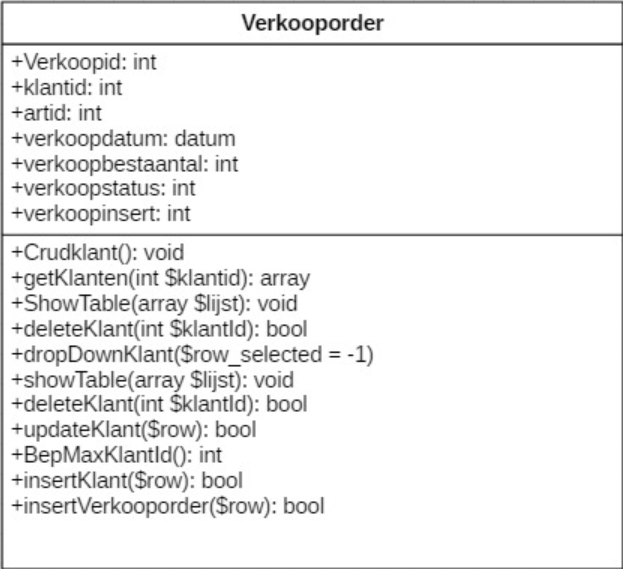 Verkooporder
+Verkoopid: int
+klantid: int
+artid: int
+verkoopdatum: datum
+verkoopbestaantal: int
+verkoopstatus: int
+verkoopinsert: int
+Crudklant(): void
+getKlanten(int $klantid): array
+ShowTable(array $lijst): void
+deleteKlant(int $klantId): bool
+dropDownKlant($row_selected = -1)
+showTable(array $lijst): void
+deleteKlant(int $klantId): bool
+updateKlant($row): bool
+BepMaxKlantId(): int
+insertKlant($row): bool
+insertVerkooporder($row): bool